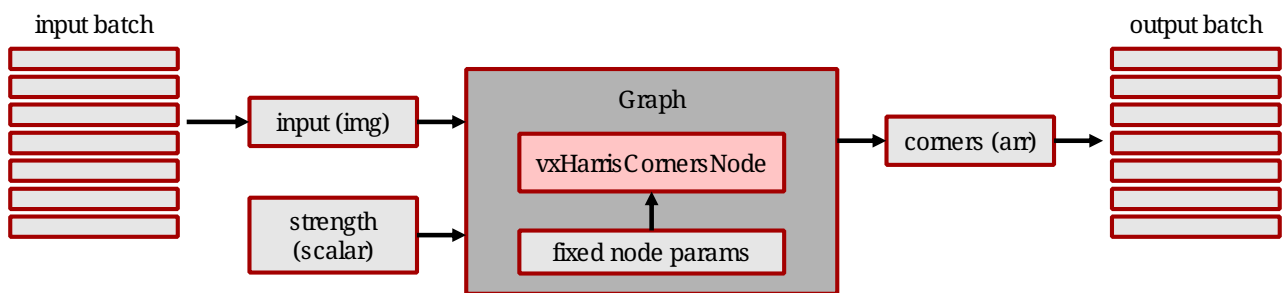 input batch
output batch
Graph
input (img)
vxHarrisCornersNode
corners (arr)
strength
(scalar)
fixed node params